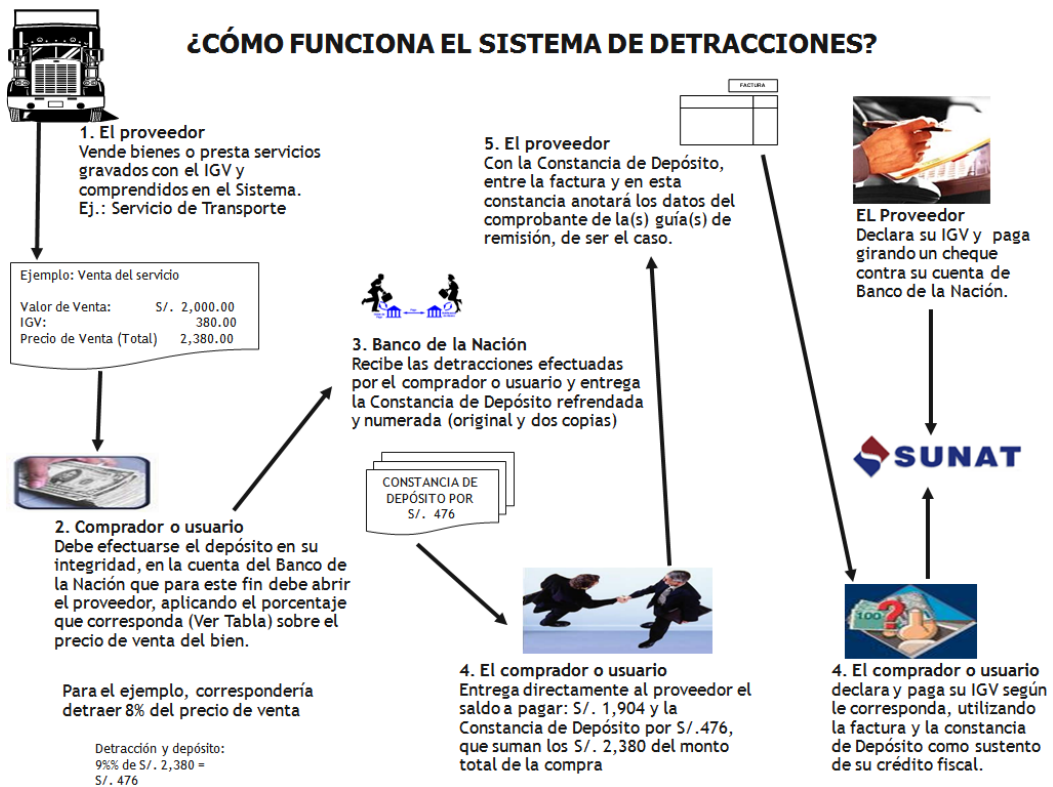 ¿CÓMO FUNCIONA EL SISTEMA DE DETRACCIONES?
1. El proveedor
Vende bienes o presta servicios
gravados con el IGV y
comprendidos en el Sistema.
Ej.: Servicio de Transporte
Ejemplo: Venta del servicio
Valor de Venta: S/. 2,000.00
IGV: 380.00
Precio de Venta (Total) 2,380.00
2. Comprador o usuario
Debe efectuarse el depósito en su
integridad, en la cuenta del Banco de
la Nación que para este fin debe abrir
el proveedor, aplicando el porcentaje
que corresponda (Ver Tabla) sobre el
precio de venta del bien.
Para el ejemplo, correspondería
detraer 8% del precio de venta
Detracción y depósito:
9%% de S/. 2,380 =
S/. 476
3. Banco de la Nación
Recibe las detracciones efectuadas
por el comprador o usuario y entrega
la Constancia de Depósito refrendada
y numerada (original y dos copias)
CONSTANCIA DE
DEPÓSITO POR
S/. 476
4. El comprador o usuario
Entrega directamente al proveedor el
saldo a pagar: S/. 1,904 y la
Constancia de Depósito por S/.476,
que suman los S/. 2,380 del monto
total de la compra
5. El proveedor
Con la Constancia de Depósito,
entre la factura y en esta
constancia anotará los datos del
comprobante de la(s) guía(s) de
remisión, de ser el caso.
FACTURA
EL Proveedor
Declara su IGV y paga
girando un cheque
contra su cuenta de
Banco de la Nación.
SUNAT
100
?
4. El comprador o usuario
declara y paga su IGV según
le corresponda, utilizando
la factura y la constancia
de Depósito como sustento
de su crédito fiscal.